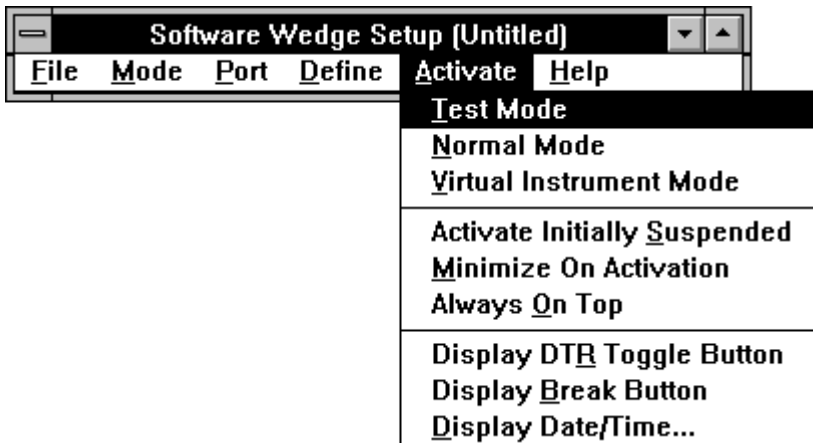 Software Wedge Setup (Untitled)
File Mode Port Define Activate Help
Test Mode
Normal Mode
Virtual Instrument Mode
Activate Initially Suspended
Minimize On Activation
Always On Top
Display DTR Toggle Button
Display Break Button
Display Date/Time...